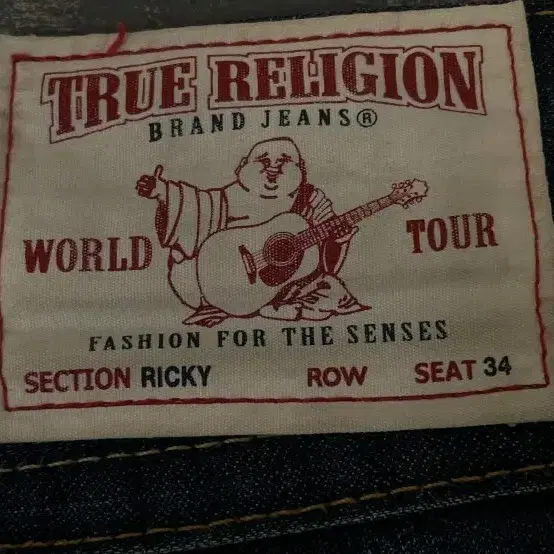 TRUE RELIGION
BRAND JEANS®
WORLD TOUR
FASHION FOR THE SENSES
SECTION RICKY ROW SEAT 34